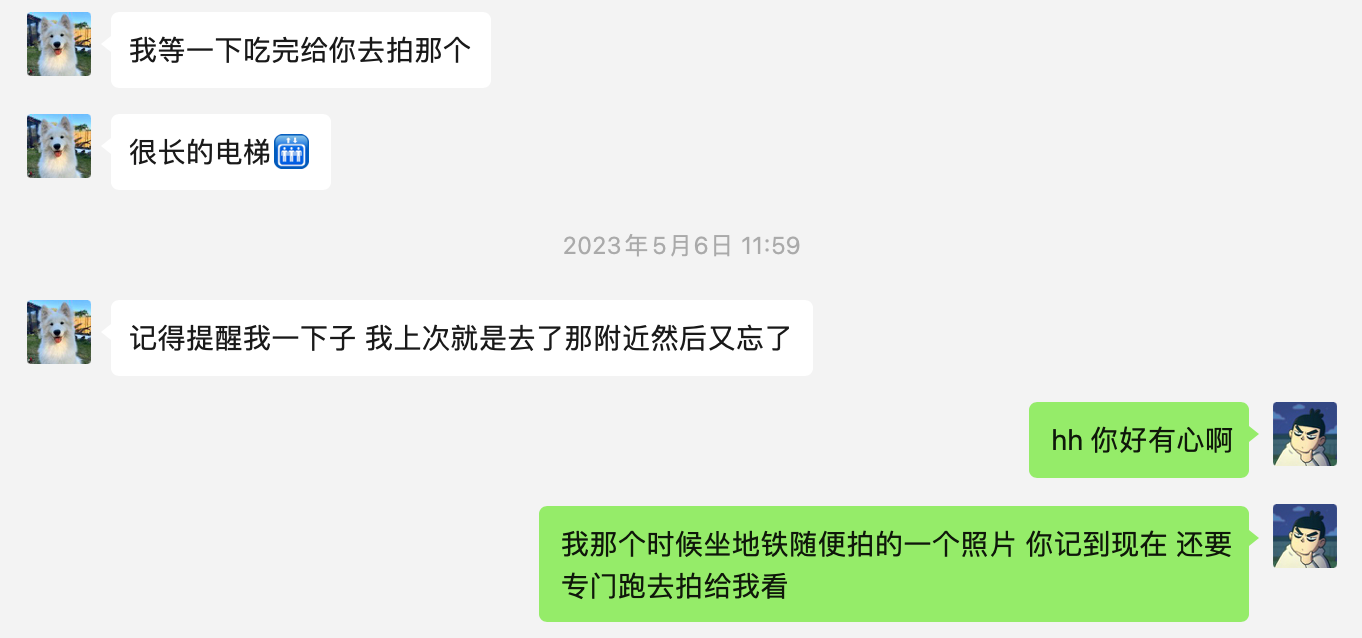 我等一下吃完给你去拍那个
很长的电梯🛗
2023年5月6日 11:59
记得提醒我一下子 我上次就是去了那附近然后又忘了
hh 你好有心啊
我那个时候坐地铁随便拍的一个照片 你记到现在 还要
专门跑去拍给我看